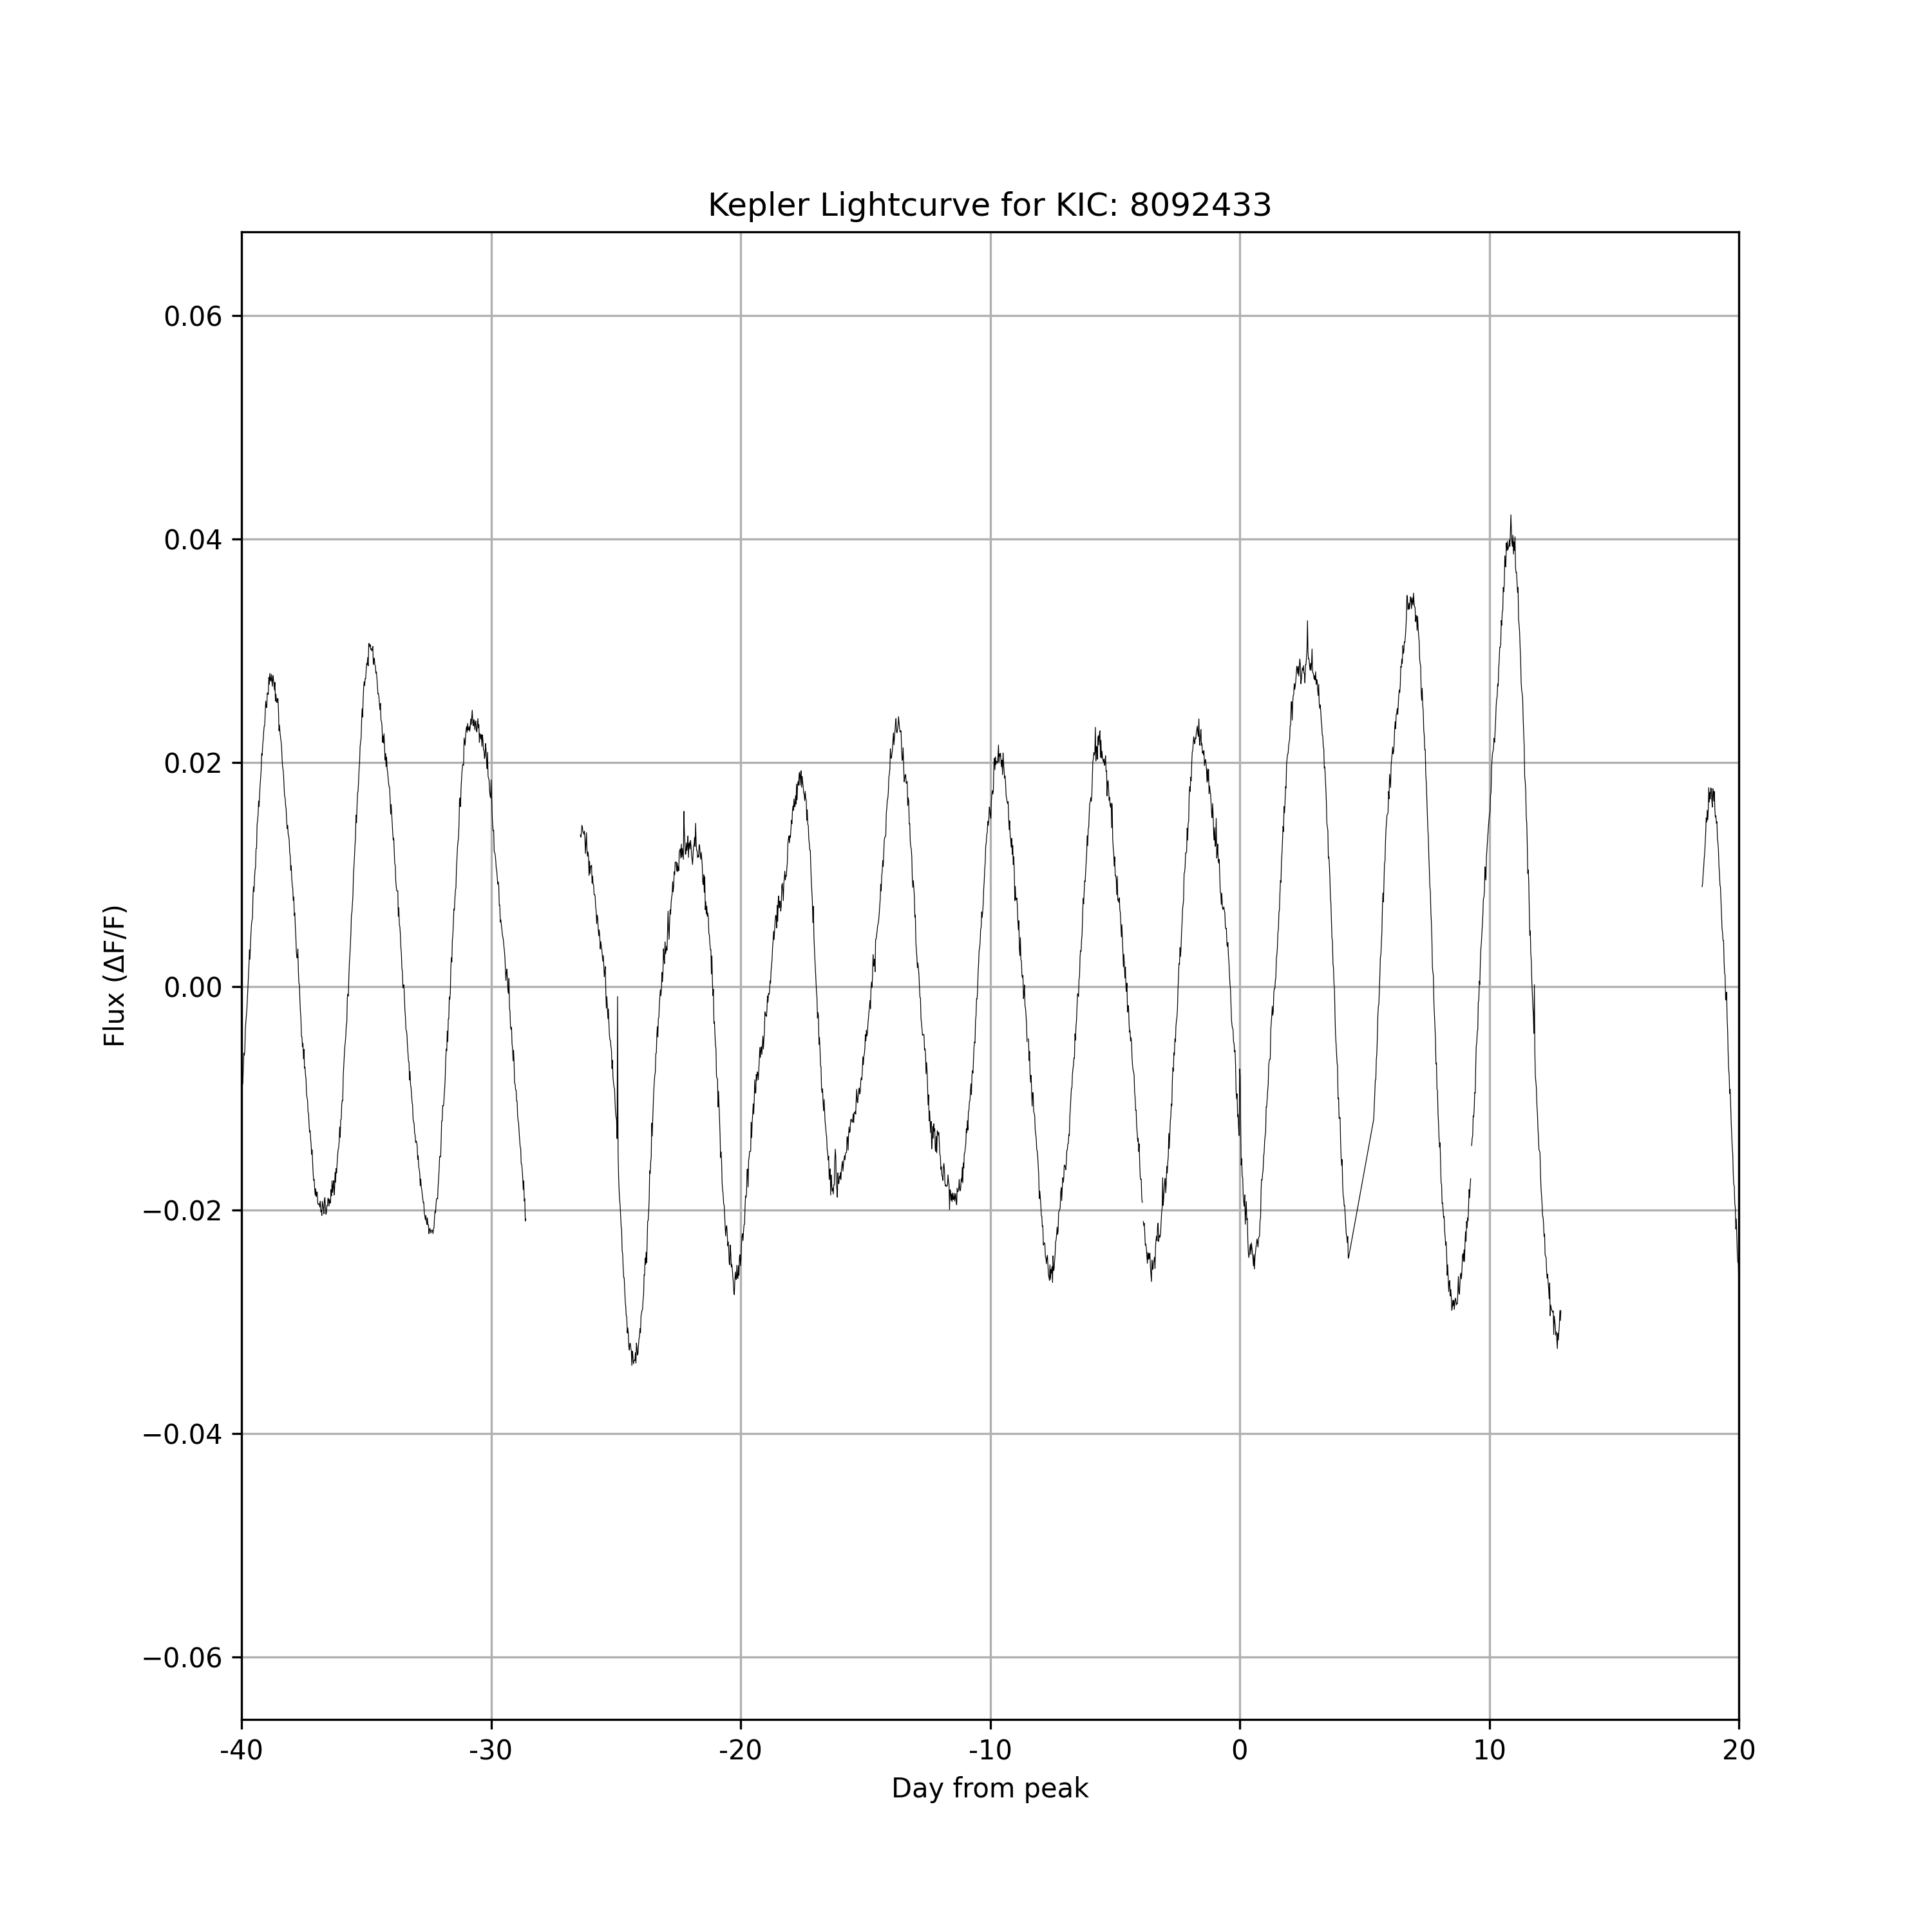 Kepler Lightcurve for KIC: 8092433
0.06
0.04
0.02
0.00
−0.02
−0.04
−0.06
Flux (ΔF/F)
-40 -30 -20 -10 0 10 20
Day from peak